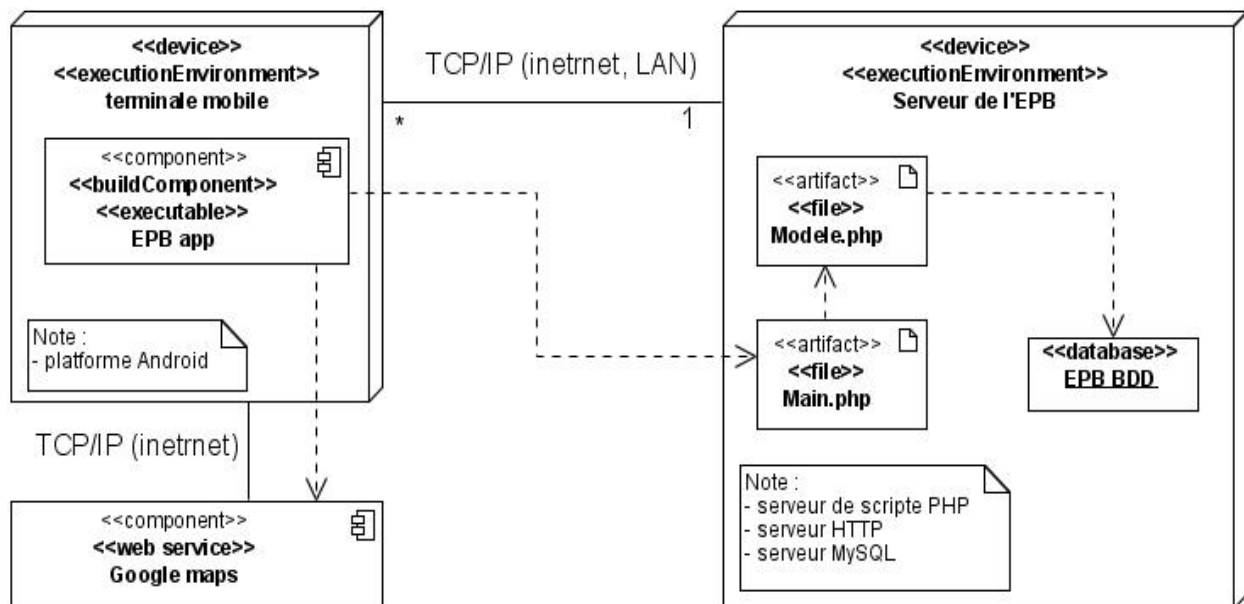 <<device>>
<<executionEnvironment>>
terminale mobile
<<component>>
<<buildComponent>>
<<executable>>
EPB app
Note :
- platforme Android
TCP/IP (inetrnet, LAN)
*
1
<<device>>
<<executionEnvironment>>
Serveur de l'EPB
<<artifact>>
<<file>>
Modele.php
<<artifact>>
<<file>>
Main.php
<<database>>
EPB BDD
Note :
- serveur de scripte PHP
- serveur HTTP
- serveur MySQL
TCP/IP (inetrnet)
<<component>>
<<web service>>
Google maps